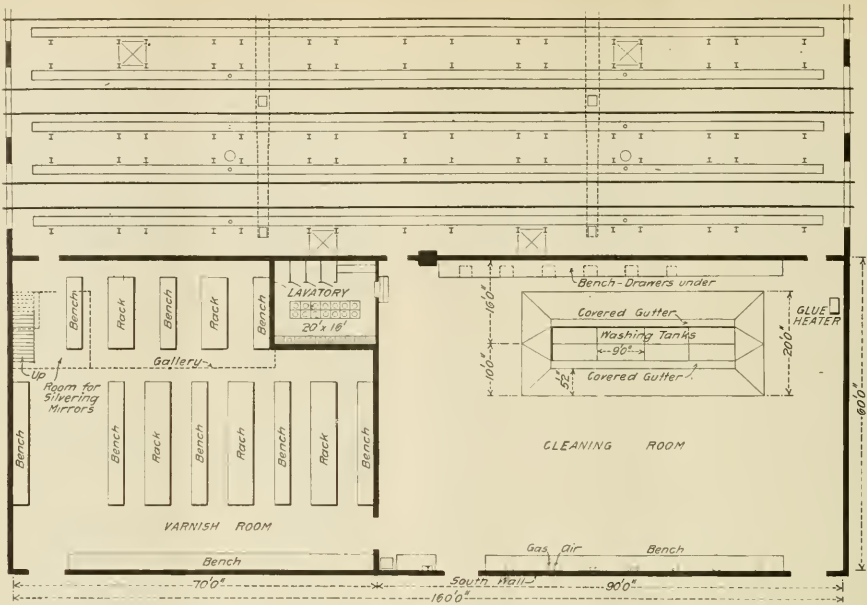 Bench
Rack
Bench
Rack
Bench
LAVATORY
20' x 16'
Bench-Drawers under
16'0"
10'0"
Covered Gutter
Washing Tanks
9'0"
Covered Gutter
5'2"
20'0"
GLUE
HEATER
60'0"
Gallery
Up
Room for
Silvering
Mirrors
Bench
Bench
Rack
Bench
Rack
Bench
Rack
Bench
CLEANING ROOM
VARNISH ROOM
Bench
Gas
Air
Bench
70'0"
South Wall
90'0"
160'0"